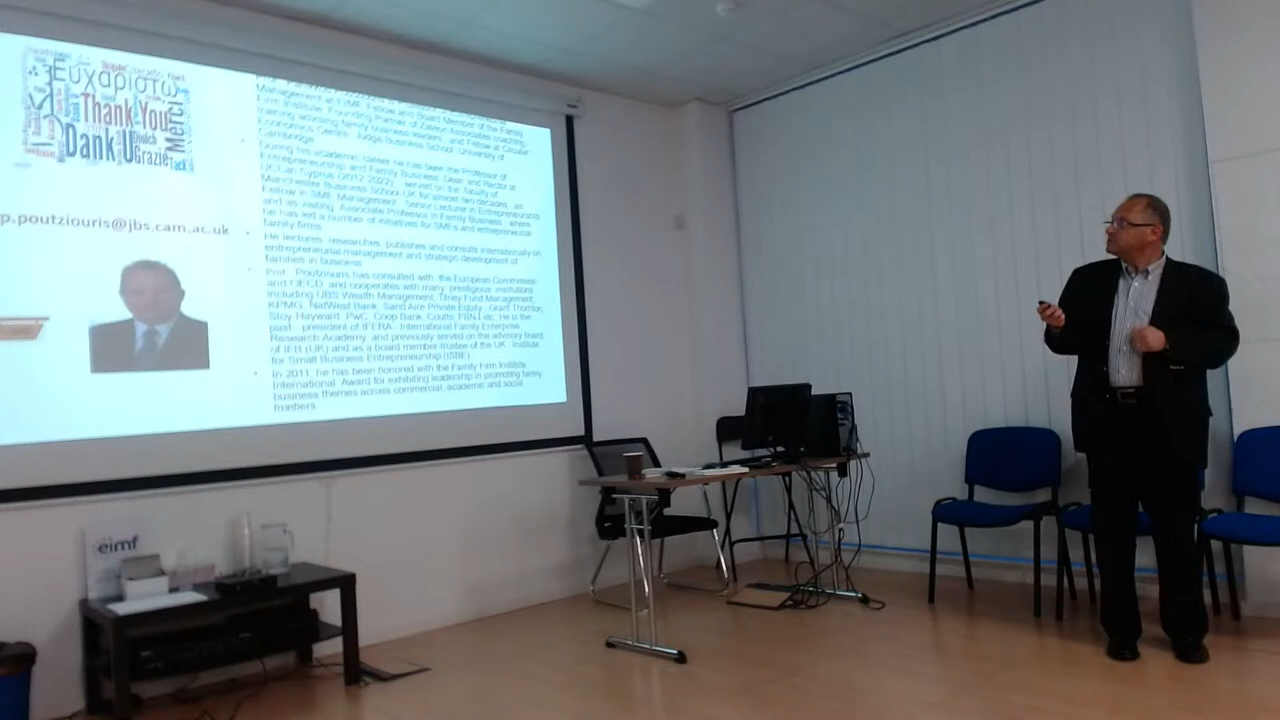 Ευχαριστώ
Thank You
Merci
Dank U
Diolch
Grazie
Tack
p.poutziouris@jbs.cam.ac.uk
Management at EIMF, Fellow and Board Member of the Family
Firm Institute, Founding Partner of Associates coaching,
training advising family business leaders, and Fellow at Circular
Economics Centre, Judge Business School, University of
Cambridge.
• During his academic career he has been the Professor of
Entrepreneurship and Family Business, Dean and Rector at
UCLan Cyprus (2012-2022), served on the faculty of
Manchester Business School-UK for almost two decades, as
Fellow in SME Management, Senior Lecturer in Entrepreneurship
and as visiting Associate Professor in Family Business, where
he has led a number of initiatives for SMEs and entrepreneurial
family firms.
• He lectures, researches, publishes and consults internationally on
entrepreneurial management and strategic development of
families in business
• Prof. Poutziouris has consulted with the European Commission
and OECD, and cooperates with many prestigious institutions
including UBS Wealth Management, Tilney Fund Management,
KPMG, NatWest Bank, Sand Aire Private Equity, Grant Thornton,
Stoy Hayward, PwC, Coop Bank, Coutts, FBN-I etc. He is the
past president of IFERA, International Family Enterprise
Research Academy, and previously served on the advisory board
of IFB (UK) and as a board member-trustee of the UK Institute
for Small Business Entrepreneurship (ISBE)
• In 2011, he has been honored with the Family Firm Institute
International Award for exhibiting leadership in promoting family
business themes across commercial, academic and social
frontiers
eimf